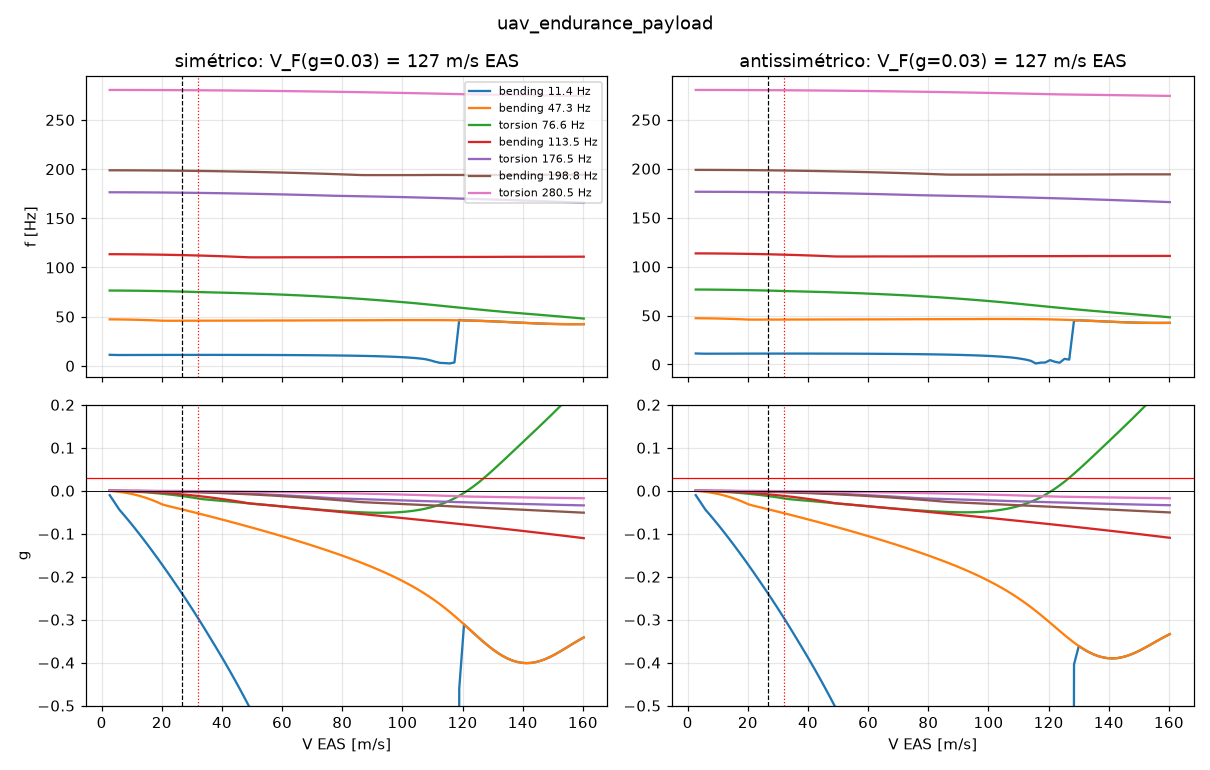 uav_endurance_payload
simétrico: V_F(g=0.03) = 127 m/s EAS
antissimétrico: V_F(g=0.03) = 127 m/s EAS
f [Hz]
250
200
150
100
50
0
bending 11.4 Hz
bending 47.3 Hz
torsion 76.6 Hz
bending 113.5 Hz
torsion 176.5 Hz
bending 198.8 Hz
torsion 280.5 Hz
250
200
150
100
50
0
g
0.2
0.1
0.0
−0.1
−0.2
−0.3
−0.4
−0.5
0 20 40 60 80 100 120 140 160
V EAS [m/s]
0.2
0.1
0.0
−0.1
−0.2
−0.3
−0.4
−0.5
0 20 40 60 80 100 120 140 160
V EAS [m/s]